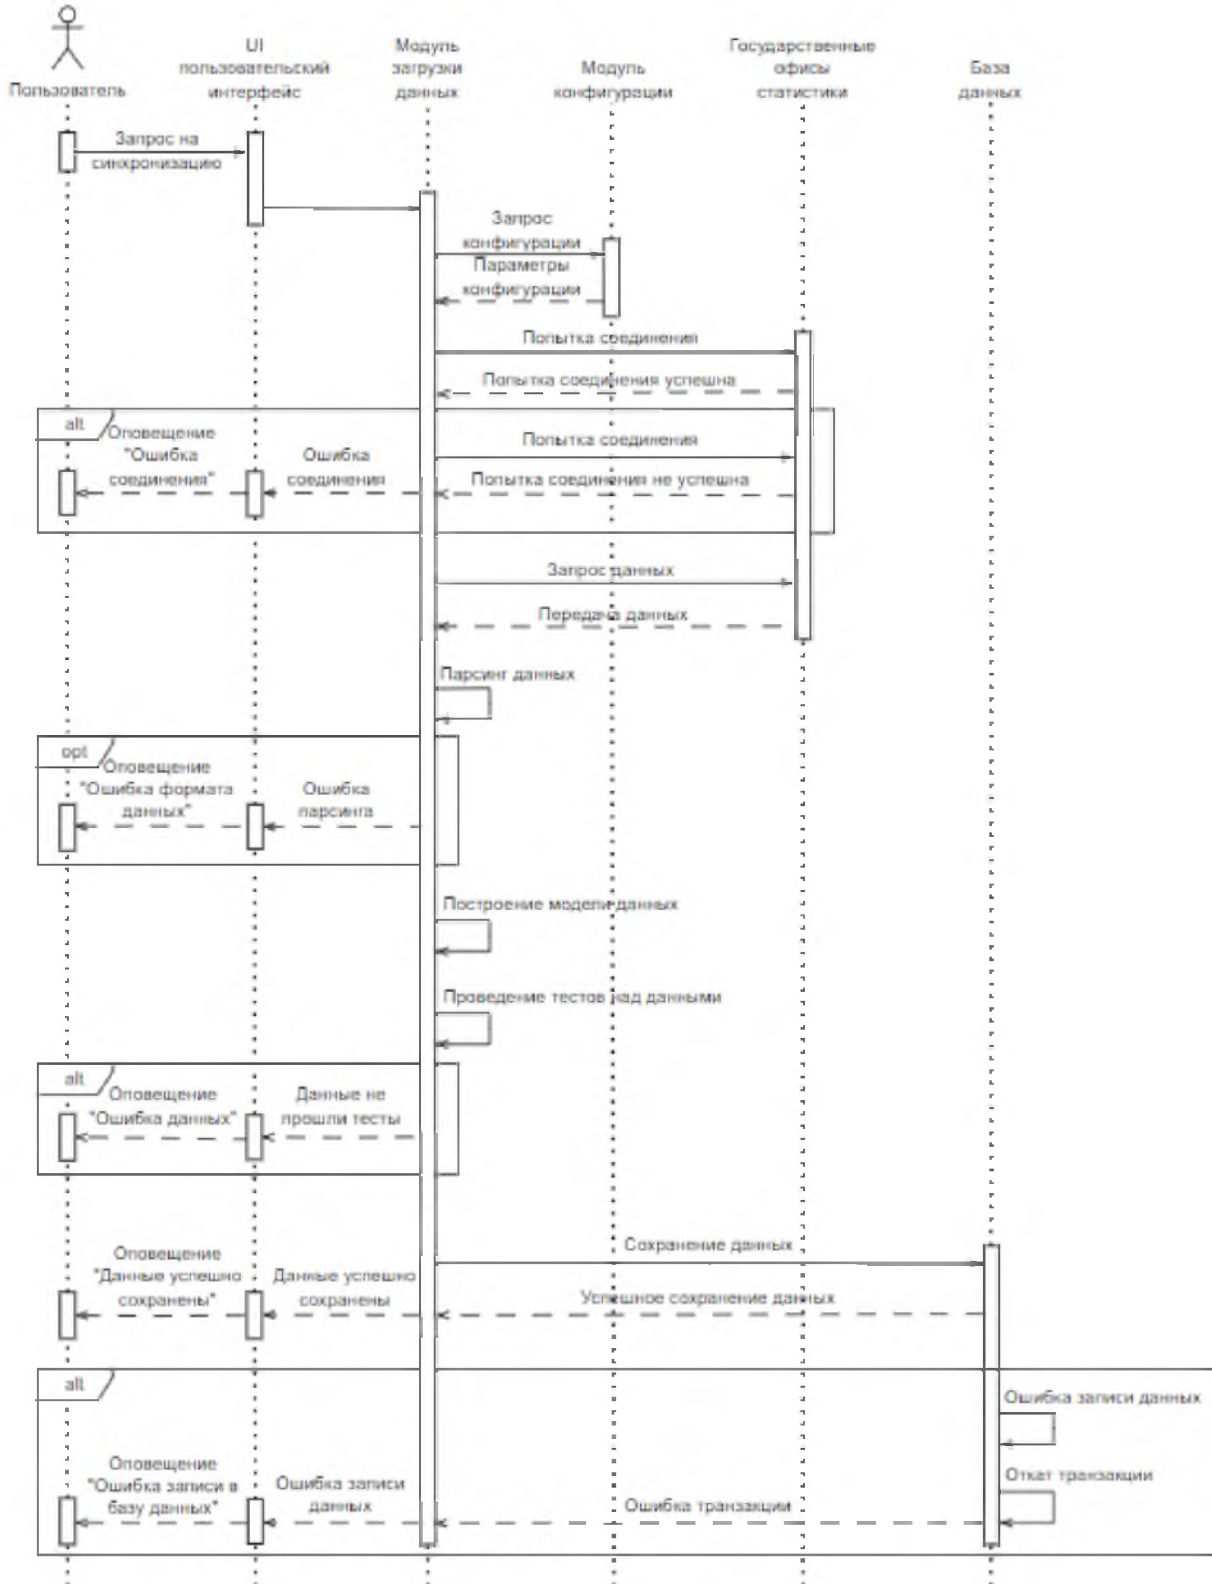 Пользователь
UI
пользовательский
интерфейс
Модуль
загрузки
данных
Модуль
конфигурации
Государственные
офисы
статистики
База
данных
Запрос на
синхронизацию
Запрос
конфигурации
Параметры
конфигурации
Попытка соединения
Попытка соединения успешна
alt
Оповещение
"Ошибка
соединения"
Ошибка
соединения
Попытка соединения
Попытка соединения не успешна
Запрос данных
Передача данных
Парсинг данных
opt
Оповещение
"Ошибка формата
данных"
Ошибка
парсинга
Построение модели данных
Проведение тестов над данными
alt
Оповещение
"Ошибка данных"
Данные не
прошли тесты
Сохранение данных
Оповещение
"Данные успешно
сохранены"
Данные успешно
сохранены
Успешное сохранение данных
alt
Ошибка записи данных
Откат транзакции
Оповещение
"Ошибка записи в
базу данных"
Ошибка записи
данных
Ошибка транзакции